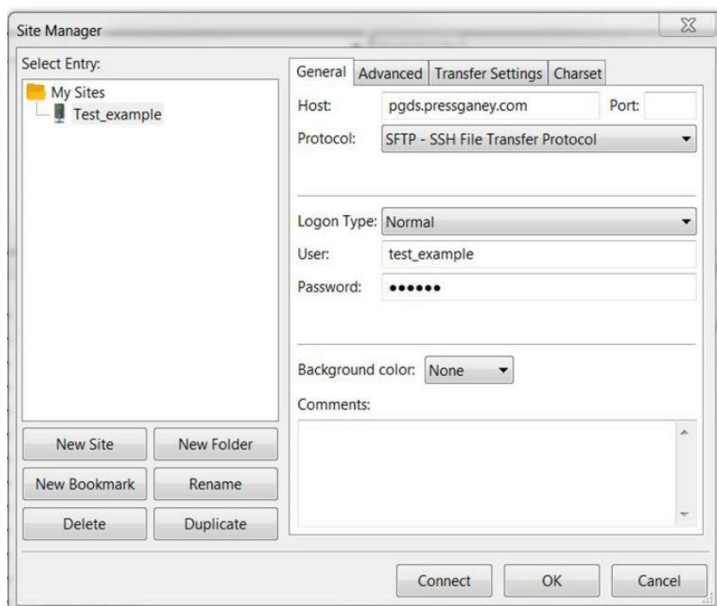 Site Manager
Select Entry:
My Sites
Test_example
New Site
New Folder
New Bookmark
Rename
Delete
Duplicate
General
Advanced
Transfer Settings
Charset
Host:
pgds.pressganey.com
Port:
Protocol:
SFTP - SSH File Transfer Protocol
Logon Type:
Normal
User:
test_example
Password:
●●●●●●
Background color:
None
Comments:
Connect
OK
Cancel